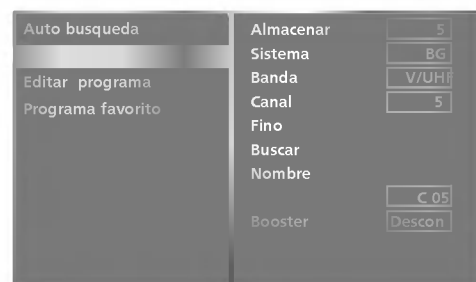 Auto busqueda
Editar programa
Programa favorito
Almacenar 5
Sistema BG
Banda V/UHF
Canal 5
Fino
Buscar
Nombre
C 05
Booster Descon